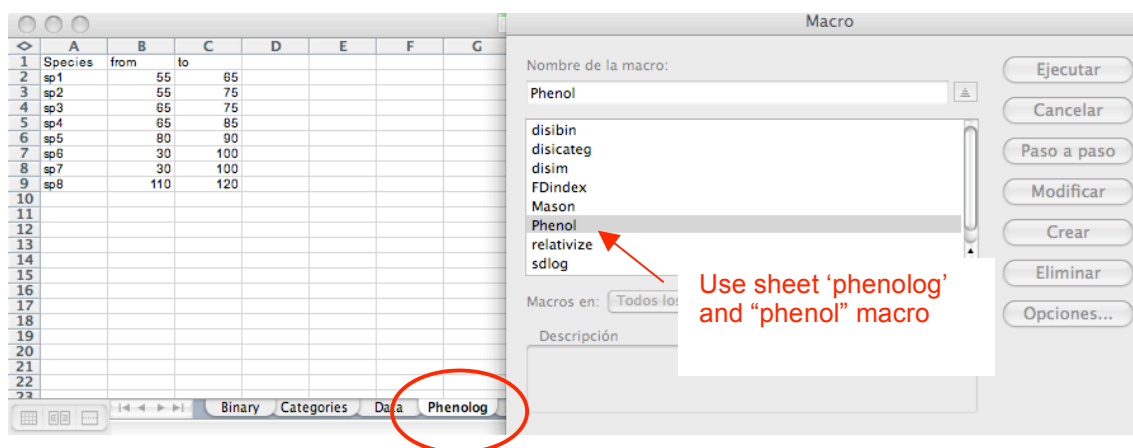 Macro
A B C D E F G
1 Species from to
2 sp1 55 65
3 sp2 55 75
4 sp3 65 75
5 sp4 65 85
6 sp5 80 90
7 sp6 30 100
8 sp7 30 100
9 sp8 110 120
10
11
12
13
14
15
16
17
18
19
20
21
22
23
Binary Categories Data Phenolog
Nombre de la macro:
Phenol
disibin
disicateg
disim
FDindex
Mason
Phenol
relativize
sdlog
Macros en: Todos los
Descripción
Ejecutar
Cancelar
Paso a paso
Modificar
Crear
Eliminar
Opciones...
Use sheet ‘phenolog’
and “phenol” macro